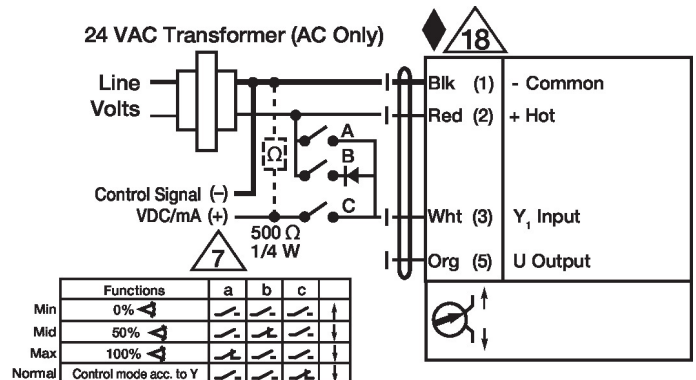 24 VAC Transformer (AC Only)
18
Line
Volts
Blk (1) - Common
Red (2) + Hot
A
B
C
Ω
Control Signal (–)
VDC/mA (+)
500 Ω
1/4 W
7
Wht (3) Y1 Input
Org (5) U Output
Functions a b c
Min 0%
Mid 50%
Max 100%
Normal Control mode acc. to Y